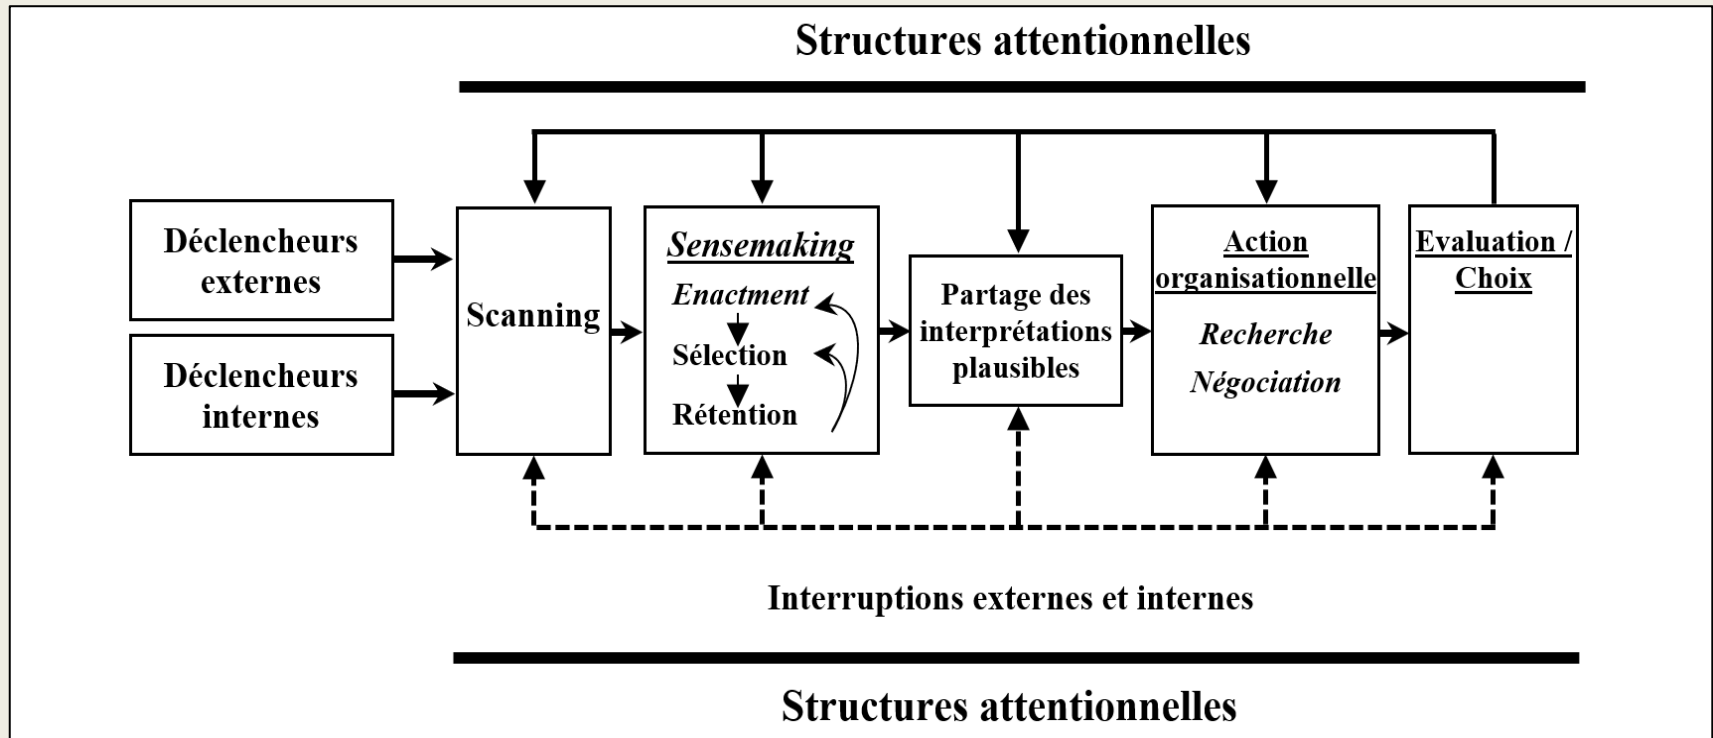 Structures attentionnelles
Déclencheurs
externes
Déclencheurs
internes
Scanning
Sensemaking
Enactment
Sélection
Rétention
Partage des
interprétations
plausibles
Action
organisationnelle
Recherche
Négociation
Evaluation /
Choix
Interruptions externes et internes
Structures attentionnelles